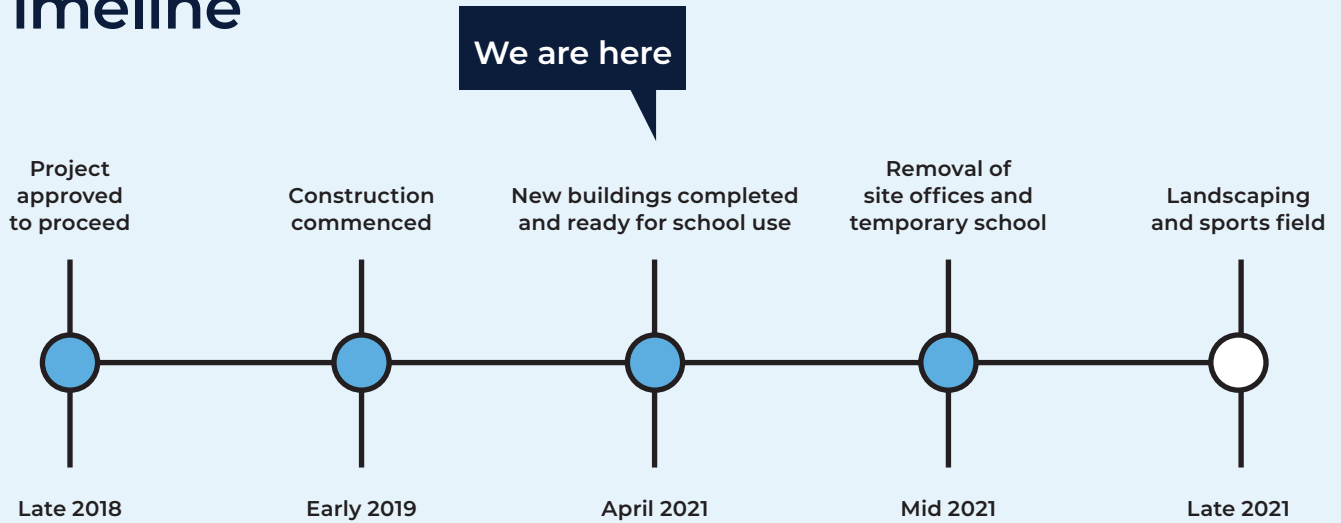 imeline
We are here
Project
approved
to proceed
Construction
commenced
New buildings completed
and ready for school use
Removal of
site offices and
temporary school
Landscaping
and sports field
Late 2018
Early 2019
April 2021
Mid 2021
Late 2021